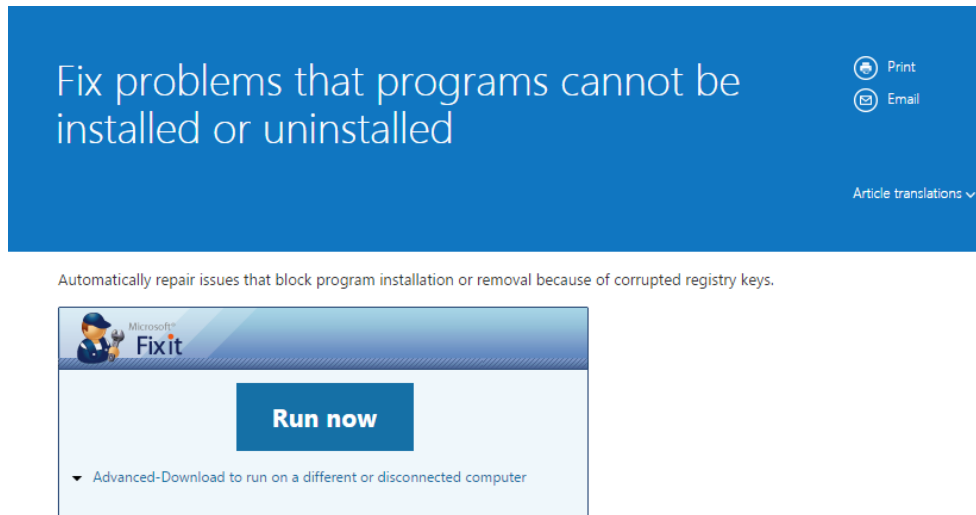 Fix problems that programs cannot be
installed or uninstalled
Print
Email
Article translations
Automatically repair issues that block program installation or removal because of corrupted registry keys.
Microsoft®
Fix it
Run now
Advanced-Download to run on a different or disconnected computer